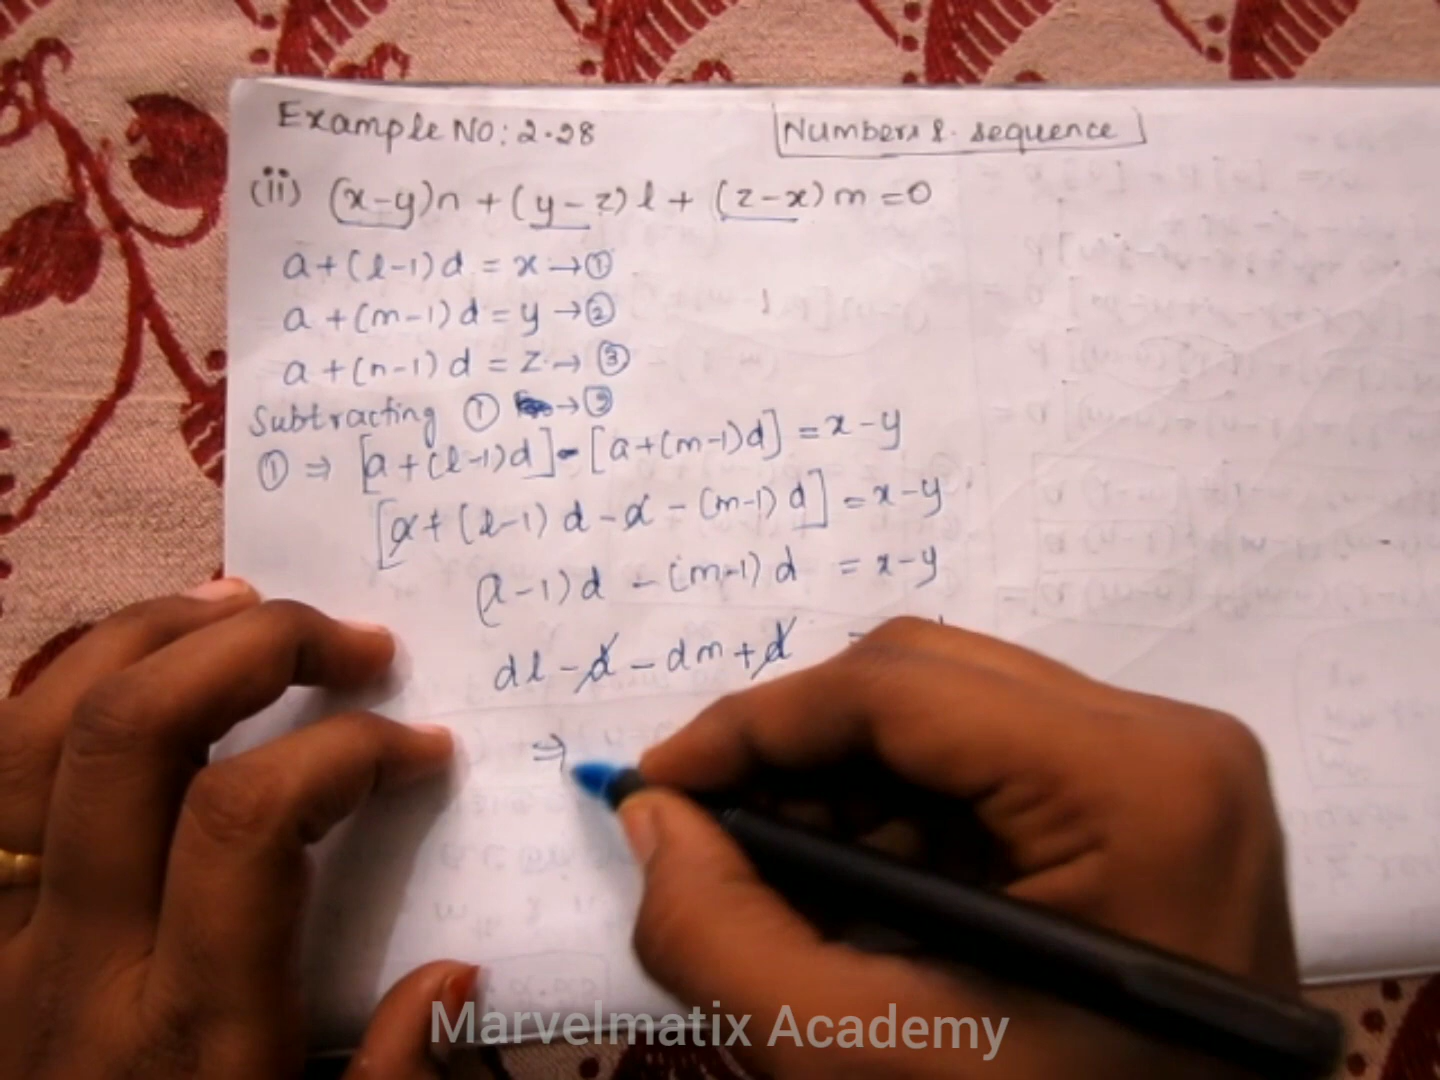 Example No: 2.28
Numbers & sequence
(ii) (x-y)n + (y-z)l + (z-x)m = 0
a+(l-1)d = x → ①
a+(m-1)d = y → ②
a+(n-1)d = z → ③
Subtracting ① → ②
① ⇒ [a+(l-1)d] - [a+(m-1)d] = x-y
[a+(l-1)d-a-(m-1)d] = x-y
(l-1)d - (m-1)d = x-y
dl - d - dm + d =
⇒
Marvelmatix Academy